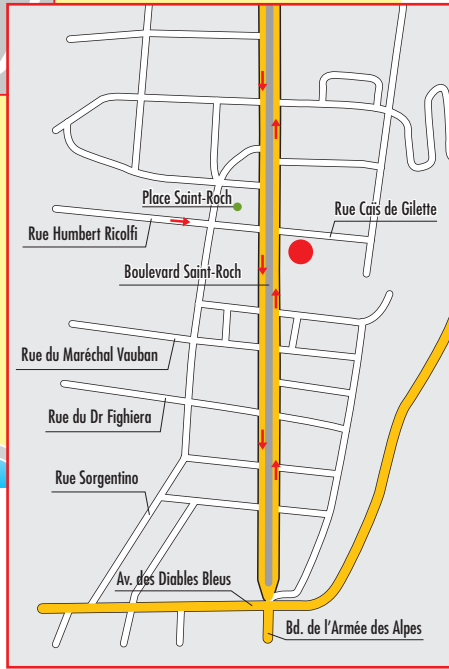 Place Saint-Roch
Rue Caïs de Gilette
Rue Humbert Ricolfi
Boulevard Saint-Roch
Rue du Maréchal Vauban
Rue du Dr Fighiera
Rue Sorgentino
Av. des Diables Bleus
Bd. de l'Armée des Alpes